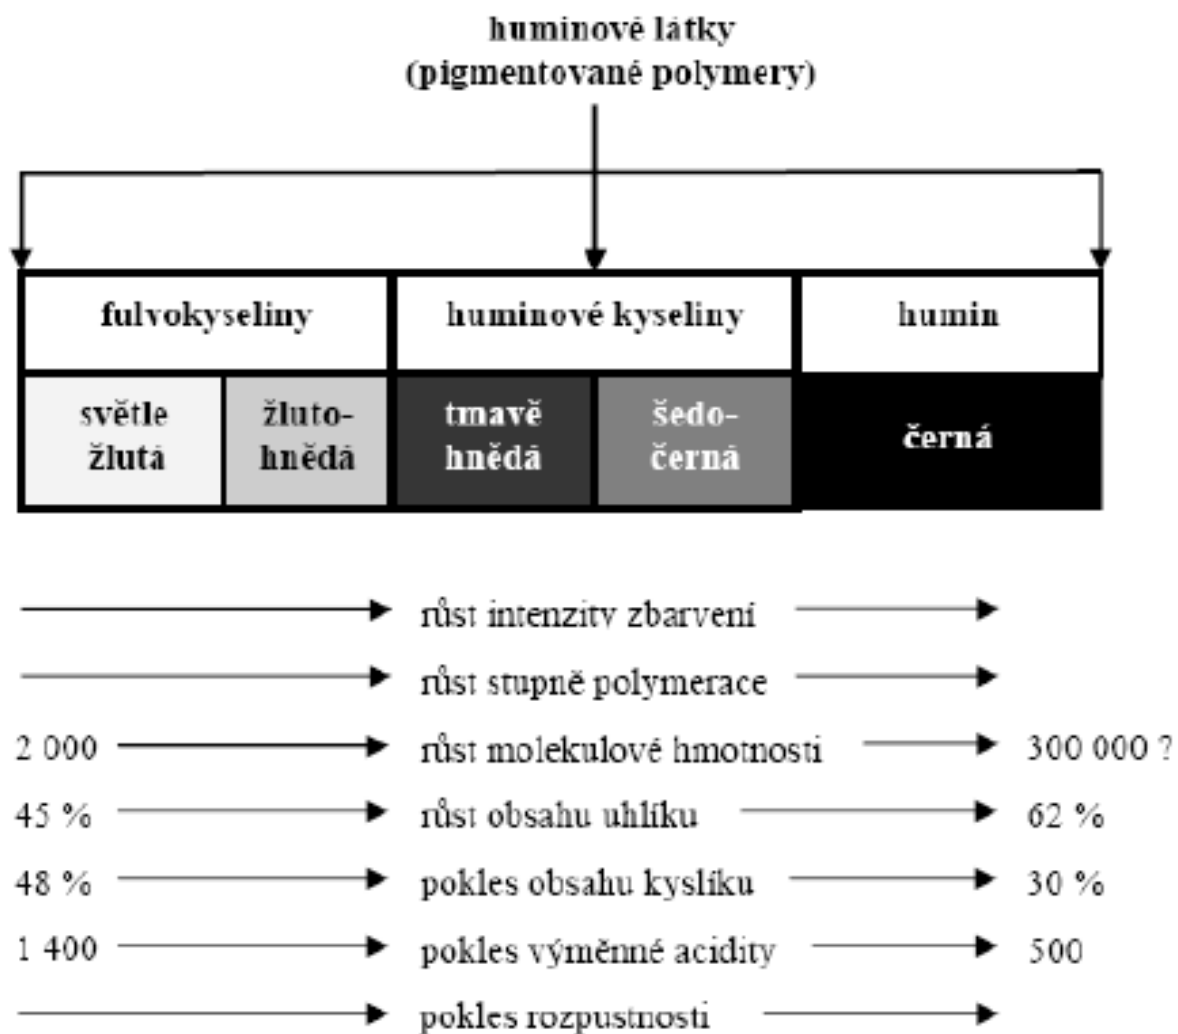 huminové látky
(pigmentované polymery)
fulvokyseliny
huminové kyseliny
humin
světle
žlutá
žluto-
hnědá
tmavě
hnědá
šedo-
černá
černá
růst intenzity zbarvení
růst stupně polymerace
2 000 růst molekulové hmotnosti 300 000 ?
45 % růst obsahu uhlíku 62 %
48 % pokles obsahu kyslíku 30 %
1 400 pokles výměnné acidity 500
pokles rozpustnosti